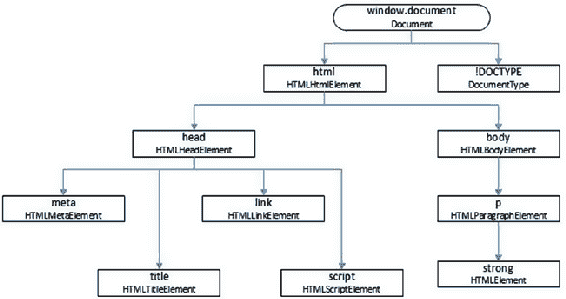 window.document
Document
html
HTMLHtmlElement
!DOCTYPE
DocumentType
head
HTMLHeadElement
body
HTMLBodyElement
meta
HTMLMetaElement
link
HTMLLinkElement
p
HTMLParagraphElement
title
HTMLTitleElement
script
HTMLScriptElement
strong
HTMLElement